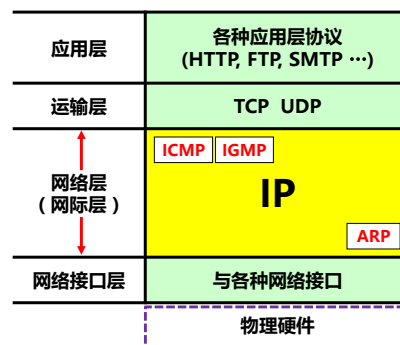 应用层
各种应用层协议
(HTTP, FTP, SMTP …)
运输层
TCP UDP
网络层
(网际层)
ICMP
IGMP
IP
ARP
网络接口层
与各种网络接口
物理硬件